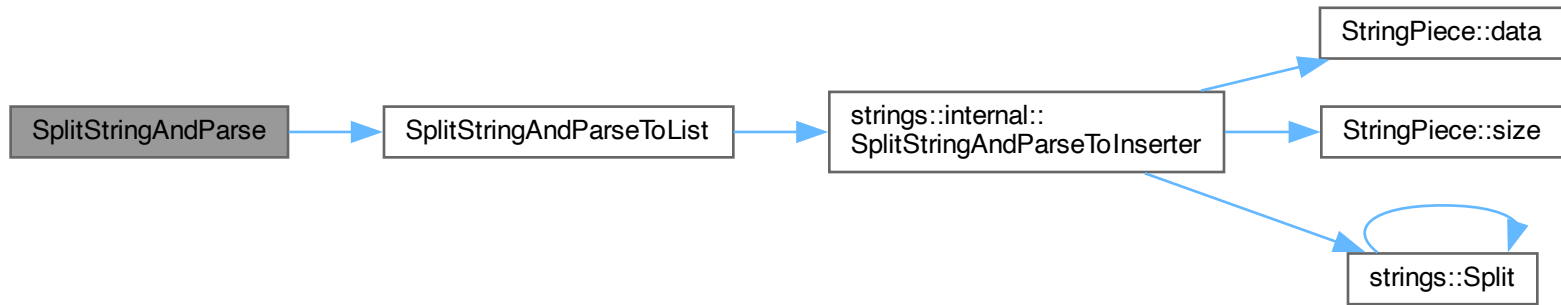 SplitStringAndParse
SplitStringAndParseToList
strings::internal::
SplitStringAndParseToInserter
StringPiece::data
StringPiece::size
strings::Split